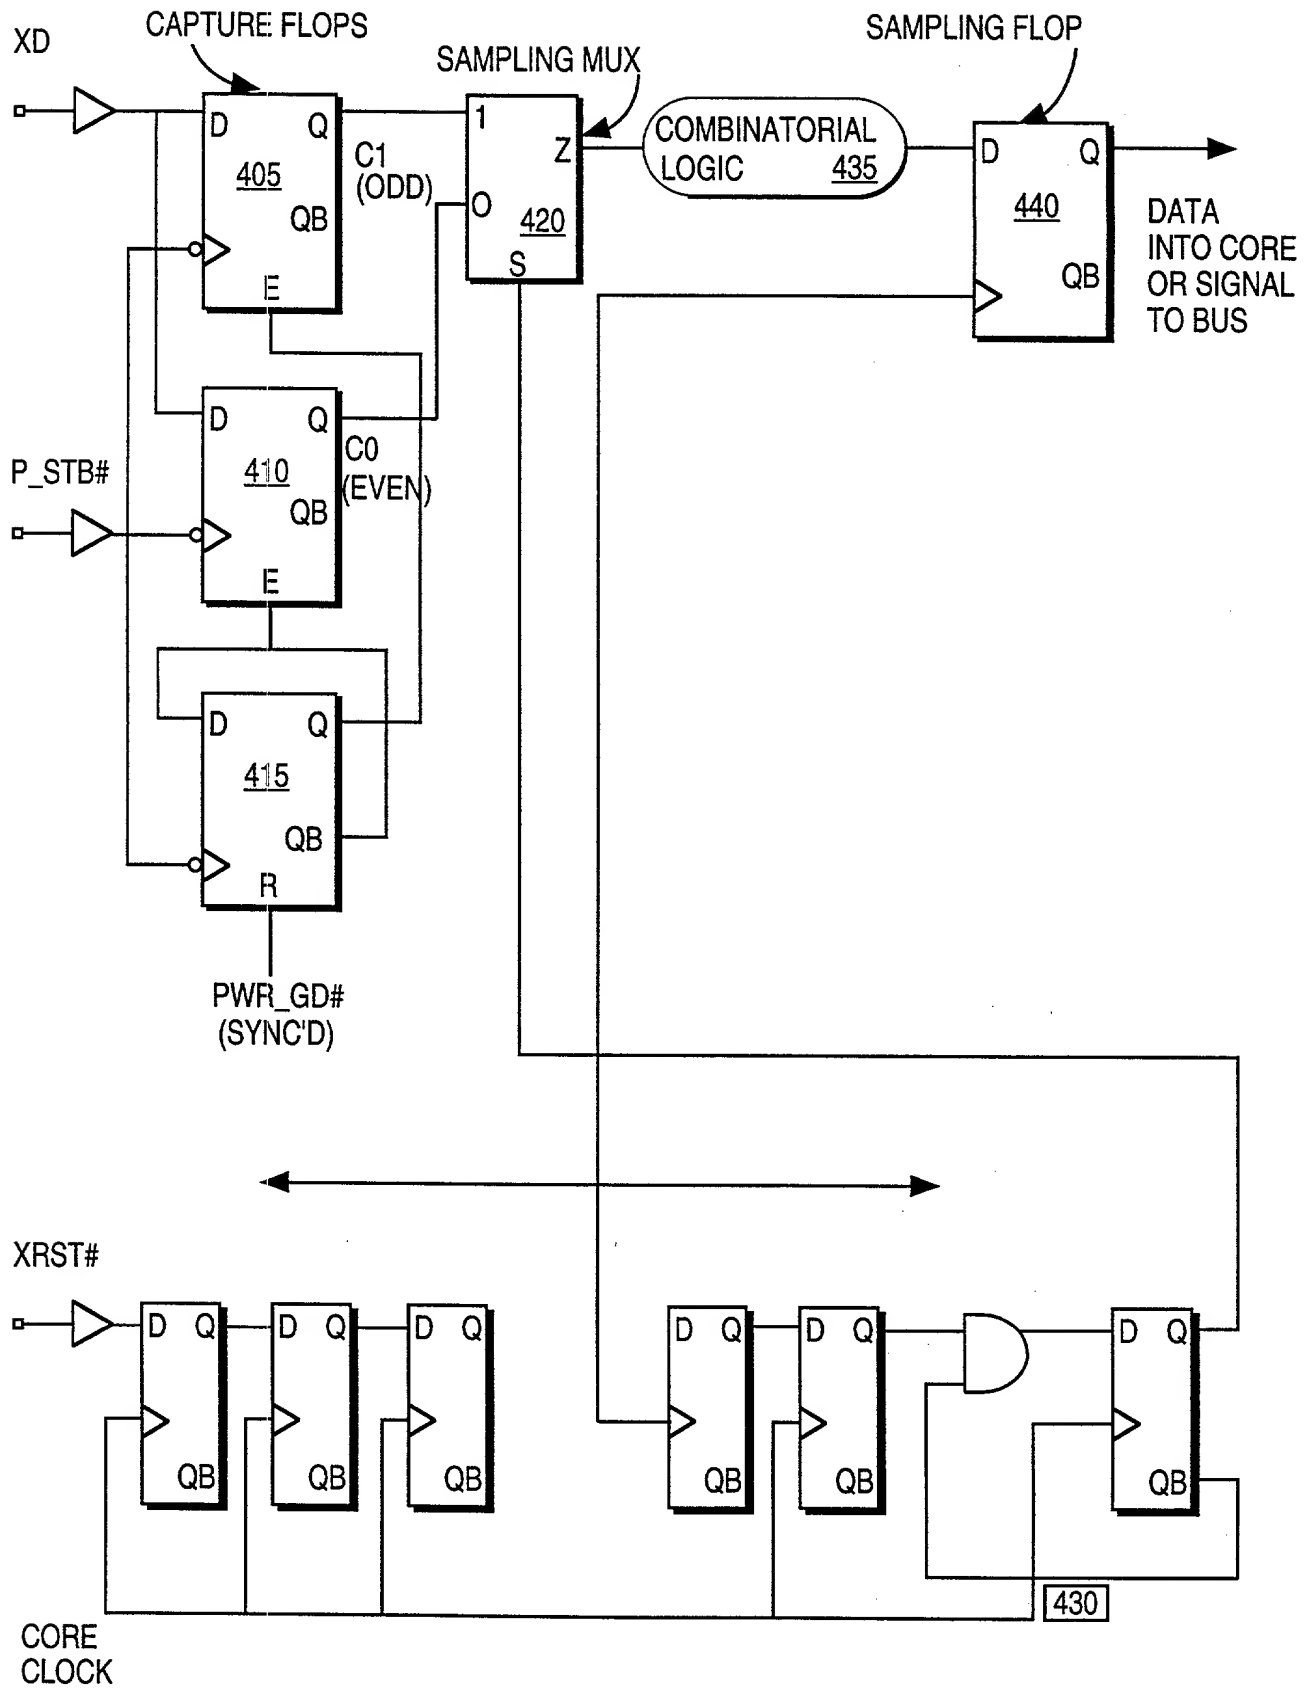 XD
CAPTURE FLOPS
SAMPLING MUX
SAMPLING FLOP
D Q
405
QB
E
C1
(ODD)
1
Z
O
420
S
COMBINATORIAL
LOGIC 435
D Q
440
QB
DATA
INTO CORE
OR SIGNAL
TO BUS
P_STB#
D Q
410
QB
E
C0
(EVEN)
D Q
415
QB
R
PWR_GD#
(SYNC'D)
XRST#
D Q
QB
D Q
QB
D Q
QB
D Q
QB
D Q
QB
D Q
QB
430
CORE
CLOCK